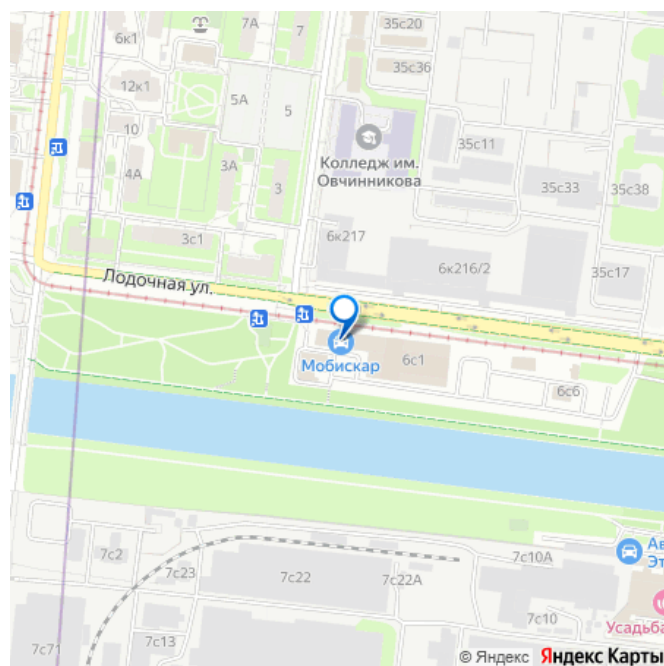 7А
7
35с20
6к1
35с36
12к1
5А
5
10
35с11
Колледж им.
Овчинникова
3А
4А
3
35с33
35с38
6к217
3с1
6к216/2
35с17
Лодочная ул.
6с1
Мобискар
6с6
7с2
7с10А
Ав
Эт
7с23
7с22
7с22А
7с10
Усадьба
7с13
7с71
© Яндекс Яндекс Карты